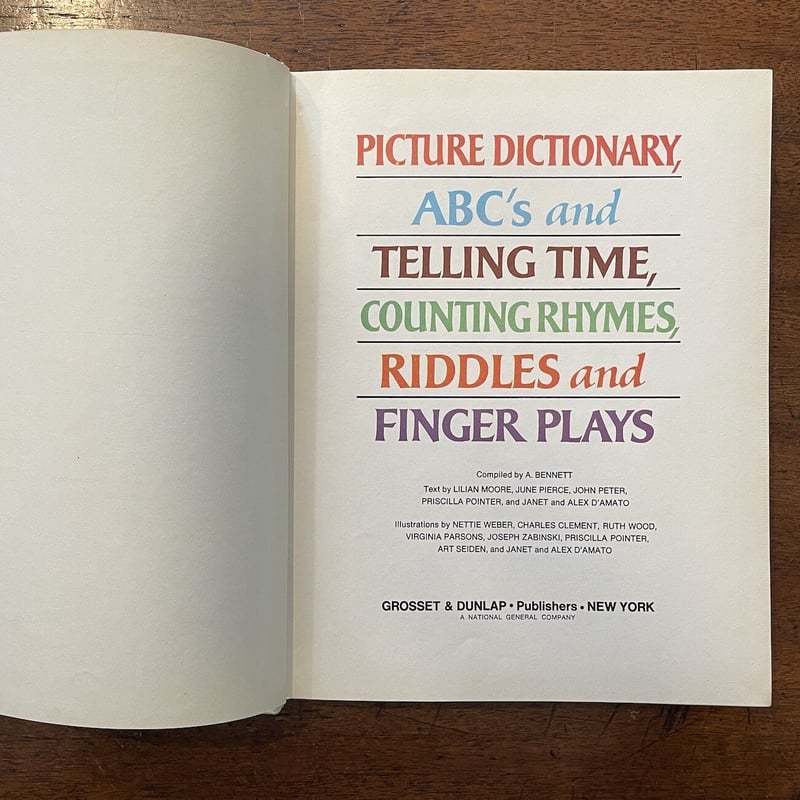 PICTURE DICTIONARY,
ABC's and
TELLING TIME,
COUNTING RHYMES,
RIDDLES and
FINGER PLAYS
Compiled by A. BENNETT
Text by LILIAN MOORE, JUNE PIERCE, JOHN PETER,
PRISCILLA POINTER, and JANET and ALEX D'AMATO
Illustrations by NETTIE WEBER, CHARLES CLEMENT, RUTH WOOD,
VIRGINIA PARSONS, JOSEPH ZABINSKI, PRISCILLA POINTER,
ART SEIDEN, and JANET and ALEX D'AMATO
GROSSET & DUNLAP • Publishers • NEW YORK
A NATIONAL GENERAL COMPANY